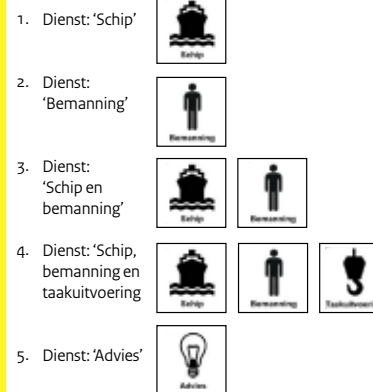 1. Dienst: ‘Schip’
Schip
2. Dienst:
‘Bemanning’
Bemanning
3. Dienst:
‘Schip en
bemanning’
Schip Bemanning
4. Dienst: ‘Schip,
bemanning en
taakuitvoering
Schip Bemanning Taakuitvoeri
5. Dienst: ‘Advies’
Advies